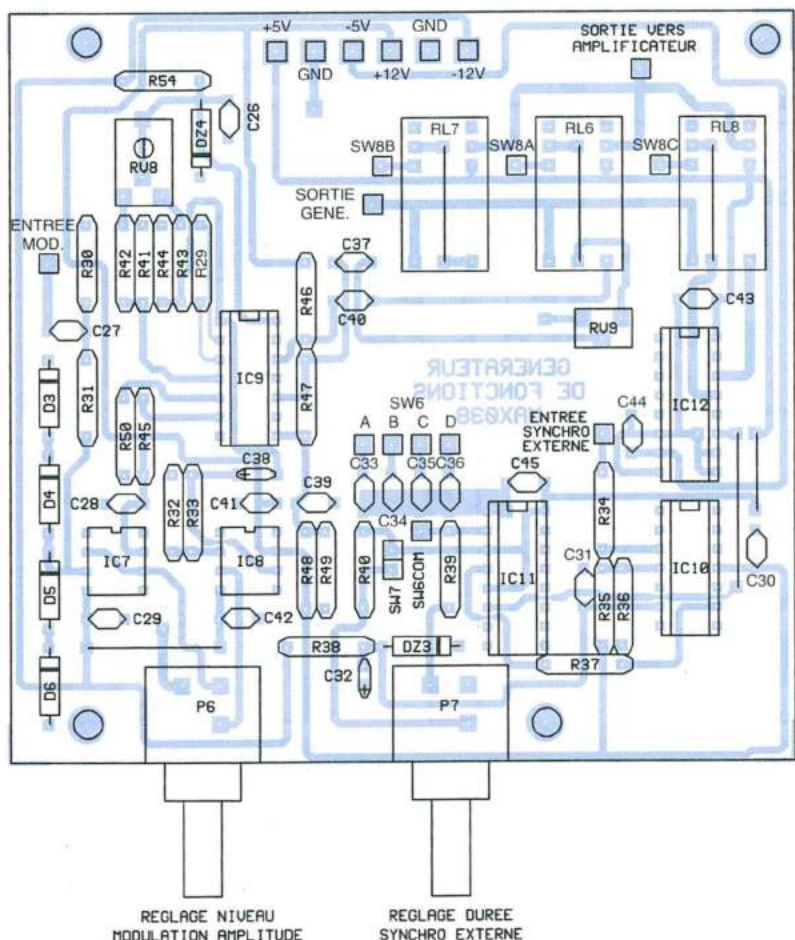 +5V
-5V
GND
GND
+12V
-12V
SORTIE VERS
AMPLIFICATEUR
R54
DZ4
C26
RV8
SW8B
RL7
SW8A
RL6
SW8C
RL8
SORTIE
GENE.
ENTREE
MOD.
R30
R42
R41
R44
R43
R29
C37
R46
C40
C43
C27
RV9
IC9
GENERATEUR
DE FONCTIONS
MAX038
D3
R31
R47
IC12
SW6
A
B
C
D
C44
ENTREE
SYNCHRO
EXTERNE
R50
R45
C38
C33
C35
C36
C45
D4
C28
R32
R33
C41
C39
C34
R34
IC7
IC8
R48
R49
R40
SW7
SW6COM
R39
IC11
C31
IC10
C30
D5
R35
R36
C29
C42
R38
DZ3
R37
D6
C32
P6
P7
REGLAGE NIVEAU
MODULATION AMPLITUDE
REGLAGE DUREE
SYNCHRO EXTERNE